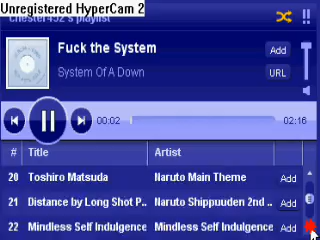 Unregistered HyperCam 2
Chester452's playlist
Fuck the System
Add
System Of A Down
URL
00:02
02:16
# Title Artist
20 Toshiro Matsuda Naruto Main Theme Add
21 Distance by Long Shot P.. Naruto Shippuuden 2nd .. Add
22 Mindless Self Indulgence Mindless Self Indulgence Add